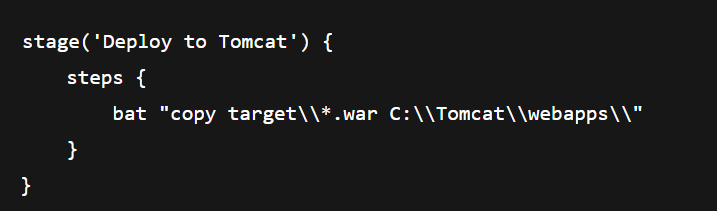 stage('Deploy to Tomcat') {
    steps {
        bat "copy target\\*.war C:\\Tomcat\\webapps\\"
    }
}